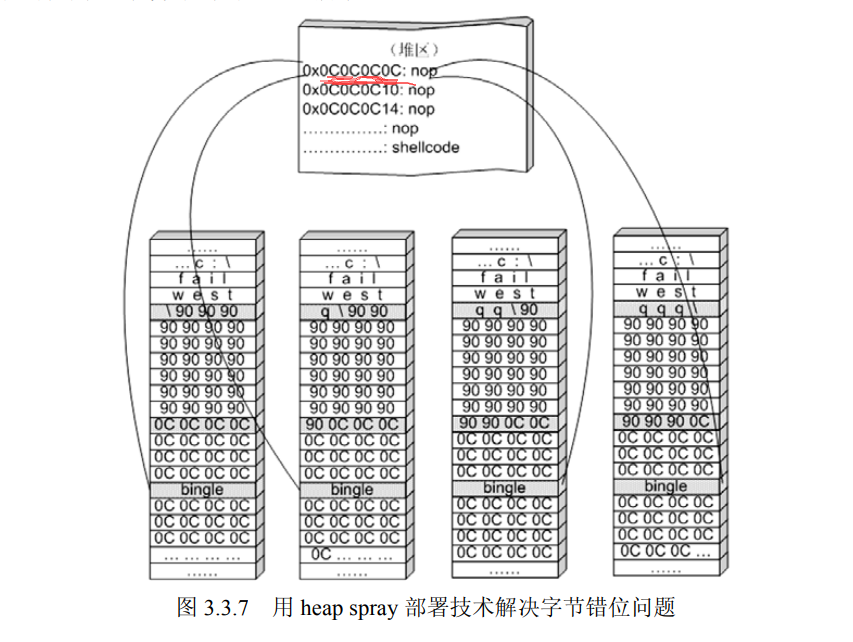 （堆区）
0x0C0C0C0C: nop
0x0C0C0C10: nop
0x0C0C0C14: nop
...............: nop
...............: shellcode
......
... c : \
f a i l
w e s t
\ 90 90 90
90 90 90 90
90 90 90 90
90 90 90 90
90 90 90 90
90 90 90 90
90 90 90 90
0C 0C 0C 0C
0C 0C 0C 0C
0C 0C 0C 0C
0C 0C 0C 0C
bingle
0C 0C 0C 0C
0C 0C 0C 0C
0C 0C 0C 0C
... ... ... ...
......
......
... c : \
f a i l
w e s t
q \ 90 90
90 90 90 90
90 90 90 90
90 90 90 90
90 90 90 90
90 90 90 90
90 90 90 90
90 0C 0C 0C
0C 0C 0C 0C
0C 0C 0C 0C
0C 0C 0C 0C
bingle
0C 0C 0C 0C
0C 0C 0C 0C
0C 0C 0C 0C
0C ... ... ...
......
......
... c : \
f a i l
w e s t
q q \ 90
90 90 90 90
90 90 90 90
90 90 90 90
90 90 90 90
90 90 90 90
90 90 90 90
90 90 0C 0C
0C 0C 0C 0C
0C 0C 0C 0C
0C 0C 0C 0C
bingle
0C 0C 0C 0C
0C 0C 0C 0C
0C 0C 0C 0C
0C 0C 0C 0C
......
......
... c : \
f a i l
w e s t
q q q \
90 90 90 90
90 90 90 90
90 90 90 90
90 90 90 90
90 90 90 90
90 90 90 90
90 90 90 0C
0C 0C 0C 0C
0C 0C 0C 0C
0C 0C 0C 0C
bingle
0C 0C 0C 0C
0C 0C 0C 0C
0C 0C 0C 0C
0C 0C 0C ...
......
图 3.3.7 用 heap spray 部署技术解决字节错位问题